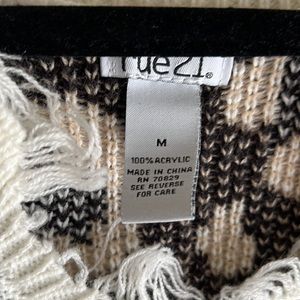 rue21®
M
100% ACRYLIC
MADE IN CHINA
RN 70829
SEE REVERSE
FOR CARE